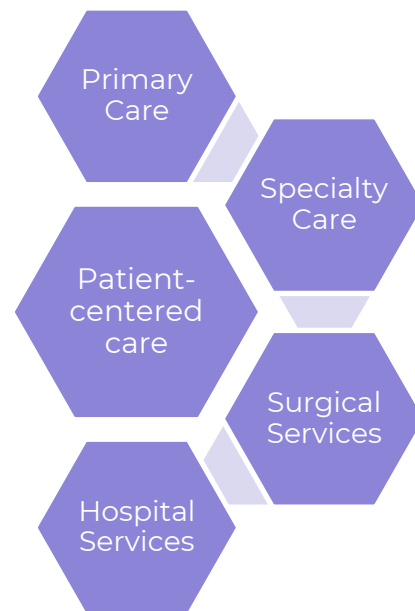 Primary
Care
Specialty
Care
Patient-
centered
care
Surgical
Services
Hospital
Services